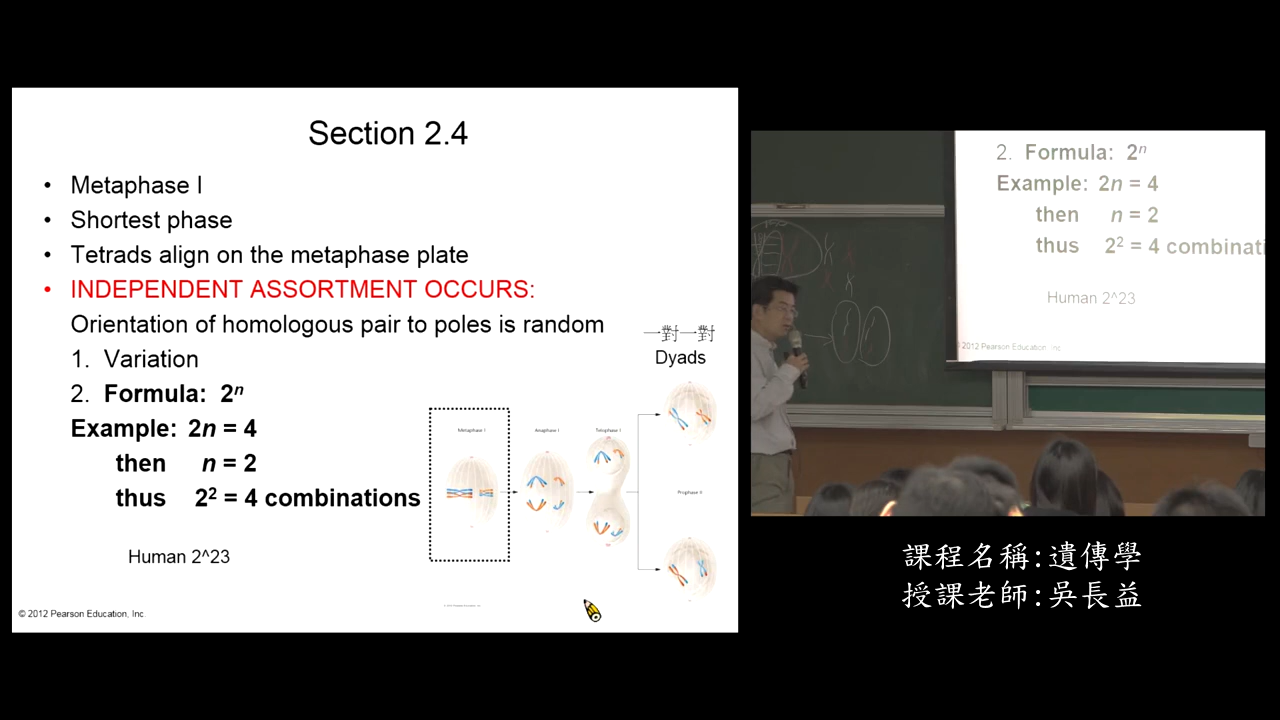 Section 2.4
• Metaphase I
• Shortest phase
• Tetrads align on the metaphase plate
• INDEPENDENT ASSORTMENT OCCURS:
Orientation of homologous pair to poles is random
1. Variation
2. Formula: 2ⁿ
Example: 2n = 4
then n = 2
thus 2² = 4 combinations
Human 2^23
© 2012 Pearson Education, Inc.
一對一對
Dyads
Metaphase I
Anaphase I
Telophase I
Prophase II
2. Formula: 2ⁿ
Example: 2n = 4
then n = 2
thus 2² = 4 combinati
Human 2^23
© 2012 Pearson Education, Inc.
課程名稱:遺傳學
授課老師:吳長益